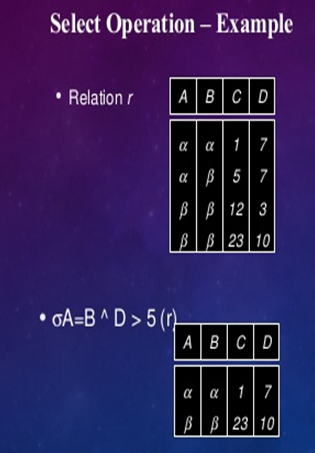 Select Operation – Example
• Relation r
A B C D
α α 1 7
α β 5 7
β β 12 3
β β 23 10
• σA=B ^ D > 5 (r)
A B C D
α α 1 7
β β 23 10